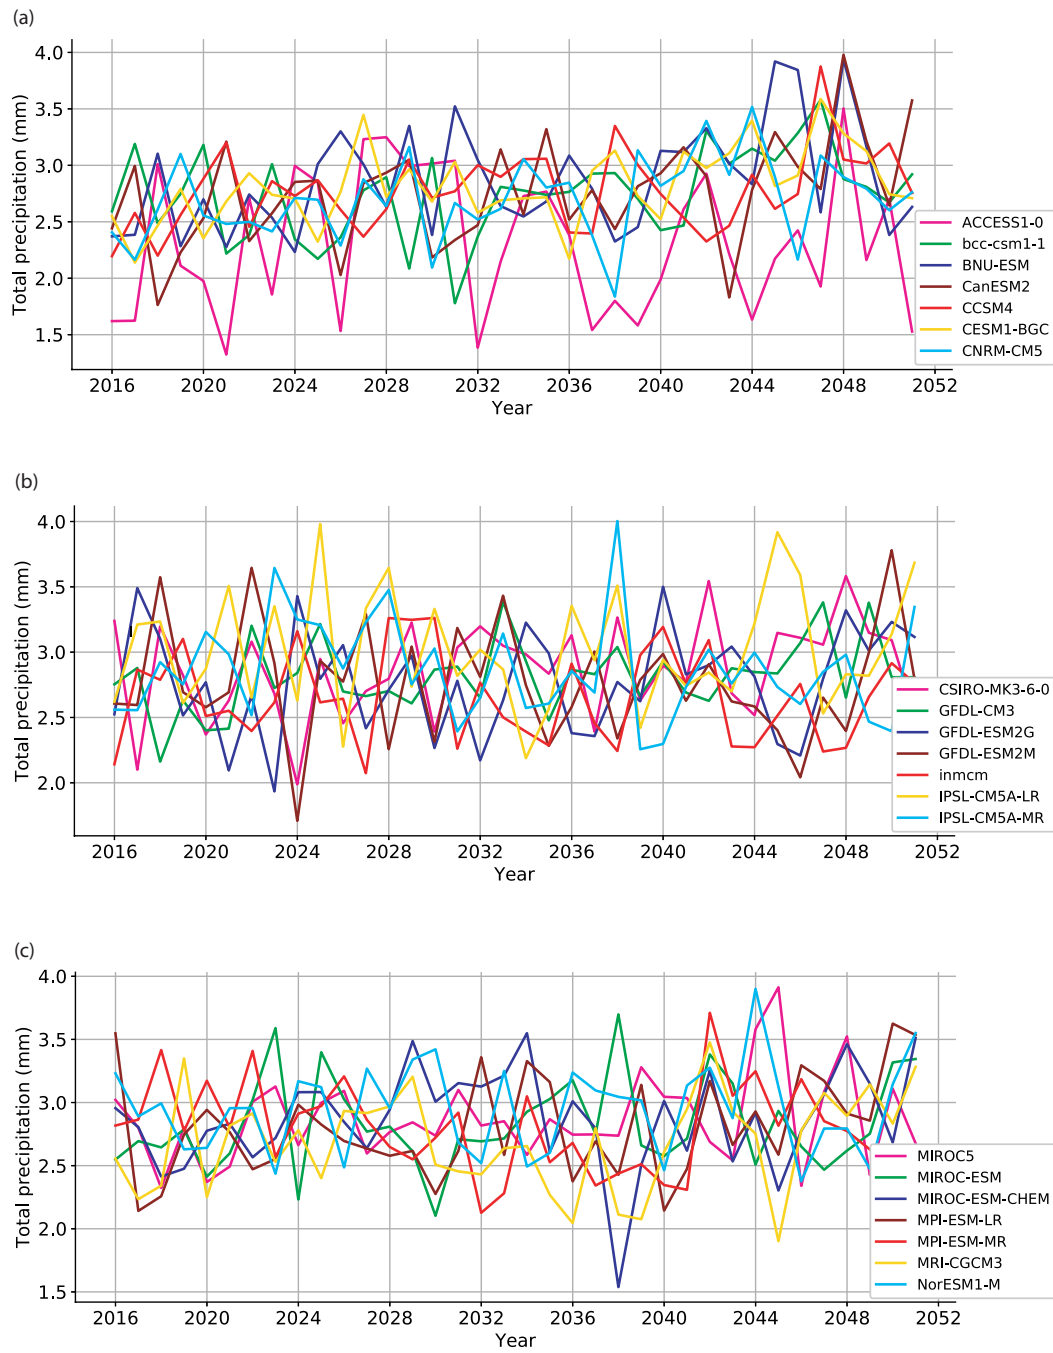 (a)
Total precipitation (mm)
4.0
3.5
3.0
2.5
2.0
1.5
ACCESS1-0
bcc-csm1-1
BNU-ESM
CanESM2
CCSM4
CESM1-BGC
CNRM-CM5
2016 2020 2024 2028 2032 2036 2040 2044 2048 2052
Year
(b)
Total precipitation (mm)
4.0
3.5
3.0
2.5
2.0
CSIRO-MK3-6-0
GFDL-CM3
GFDL-ESM2G
GFDL-ESM2M
inmcm
IPSL-CM5A-LR
IPSL-CM5A-MR
2016 2020 2024 2028 2032 2036 2040 2044 2048 2052
Year
(c)
Total precipitation (mm)
4.0
3.5
3.0
2.5
2.0
1.5
MIROC5
MIROC-ESM
MIROC-ESM-CHEM
MPI-ESM-LR
MPI-ESM-MR
MRI-CGCM3
NorESM1-M
2016 2020 2024 2028 2032 2036 2040 2044 2048 2052
Year